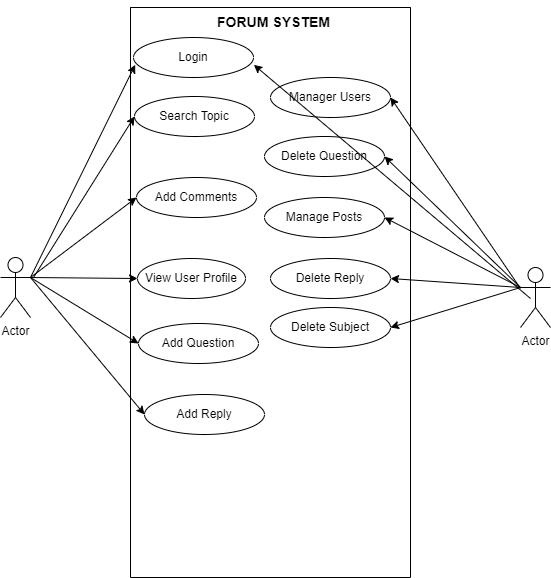 FORUM SYSTEM
Login
Manager Users
Search Topic
Delete Question
Add Comments
Manage Posts
View User Profile
Delete Reply
Actor
Delete Subject
Actor
Add Question
Add Reply